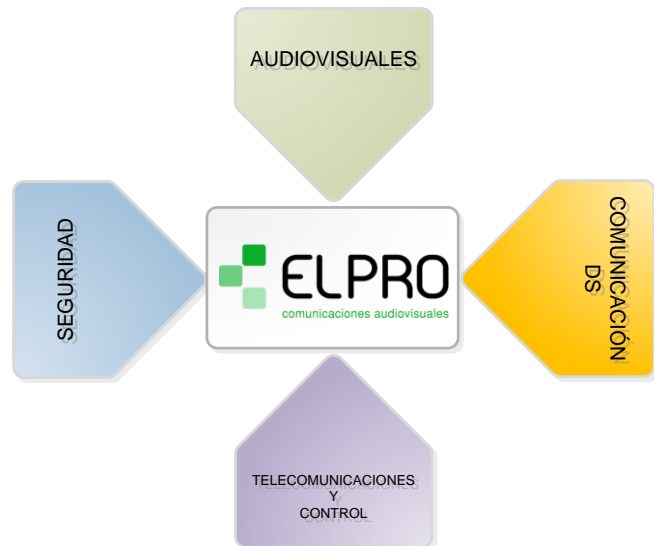 AUDIOVISUALES
SEGURIDAD
ELPRO
comunicaciones audiovisuales
COMUNICACIÓN
DS
TELECOMUNICACIONES
Y
CONTROL